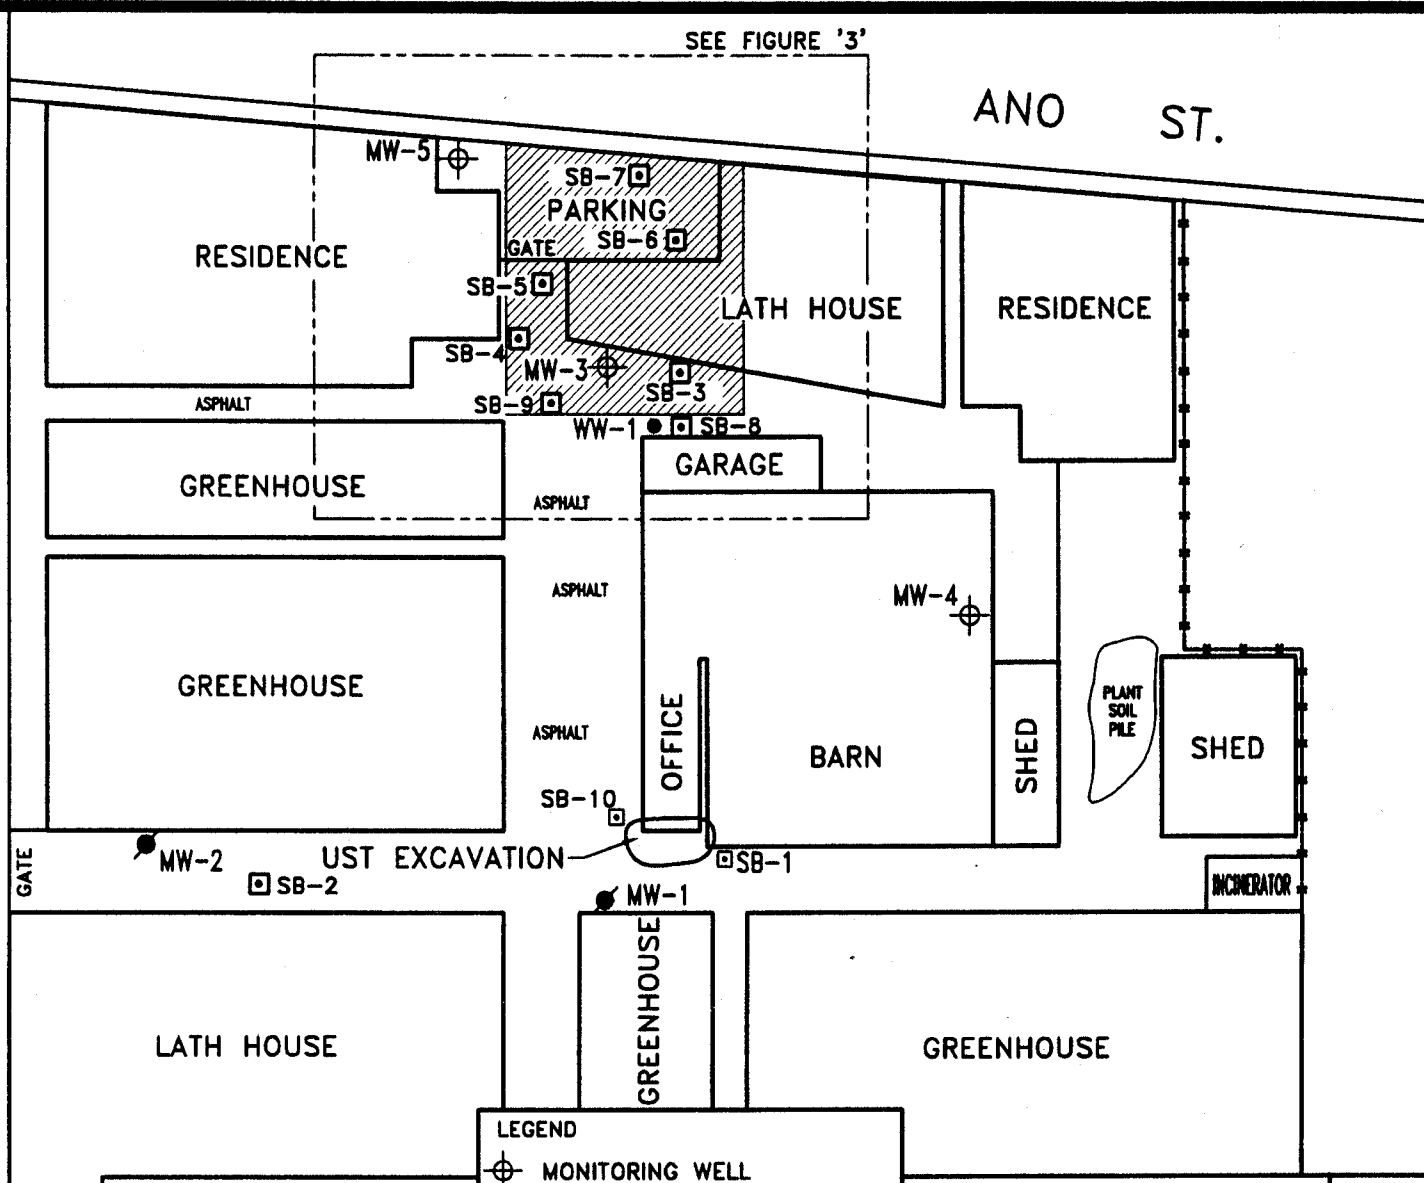 SEE FIGURE '3'
ANO ST.
MW-5
SB-7
PARKING
SB-6
GATE
RESIDENCE
SB-5
LATH HOUSE
RESIDENCE
SB-4
MW-3
SB-3
ASPHALT
SB-9
WW-1
SB-8
GARAGE
GREENHOUSE
ASPHALT
ASPHALT
MW-4
GREENHOUSE
PLANT
SOIL
PILE
ASPHALT
OFFICE
BARN
SHED
SHED
SB-10
GATE
MW-2
UST EXCAVATION
SB-1
SB-2
MW-1
INCINERATOR
GREENHOUSE
LATH HOUSE
GREENHOUSE
LEGEND
MONITORING WELL